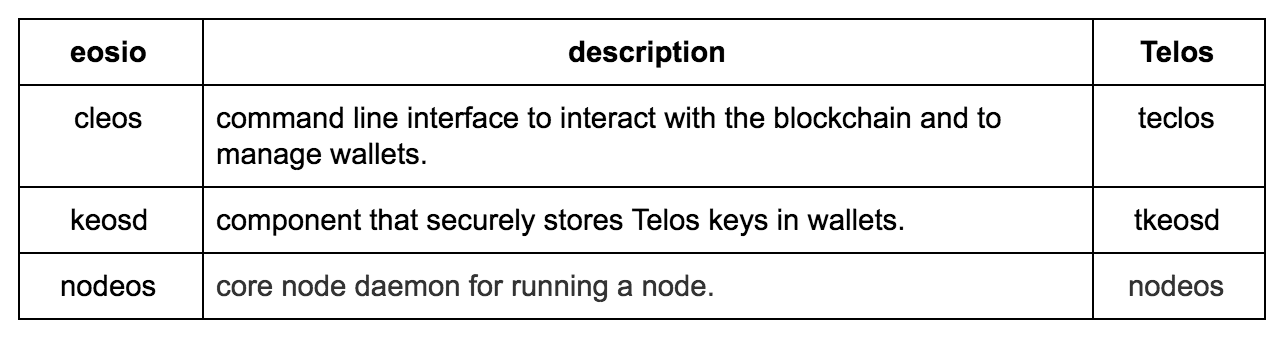 eosio description Telos
cleos command line interface to interact with the blockchain and to teclos
manage wallets.
keosd component that securely stores Telos keys in wallets. tkeosd
nodeos core node daemon for running a node. nodeos